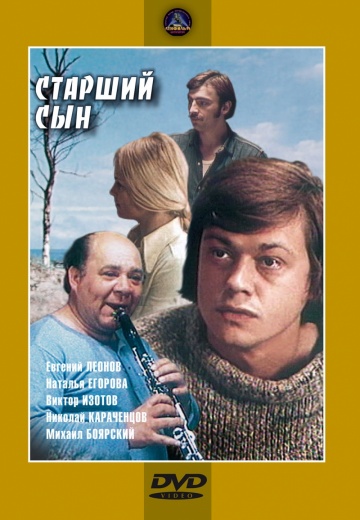 СТАРШИЙ
СЫН
Евгений ЛЕОНОВ
Наталья ЕГОРОВА
Виктор ИЗОТОВ
Николай КАРАЧЕНЦОВ
Михаил БОЯРСКИЙ
DVD
VIDEO